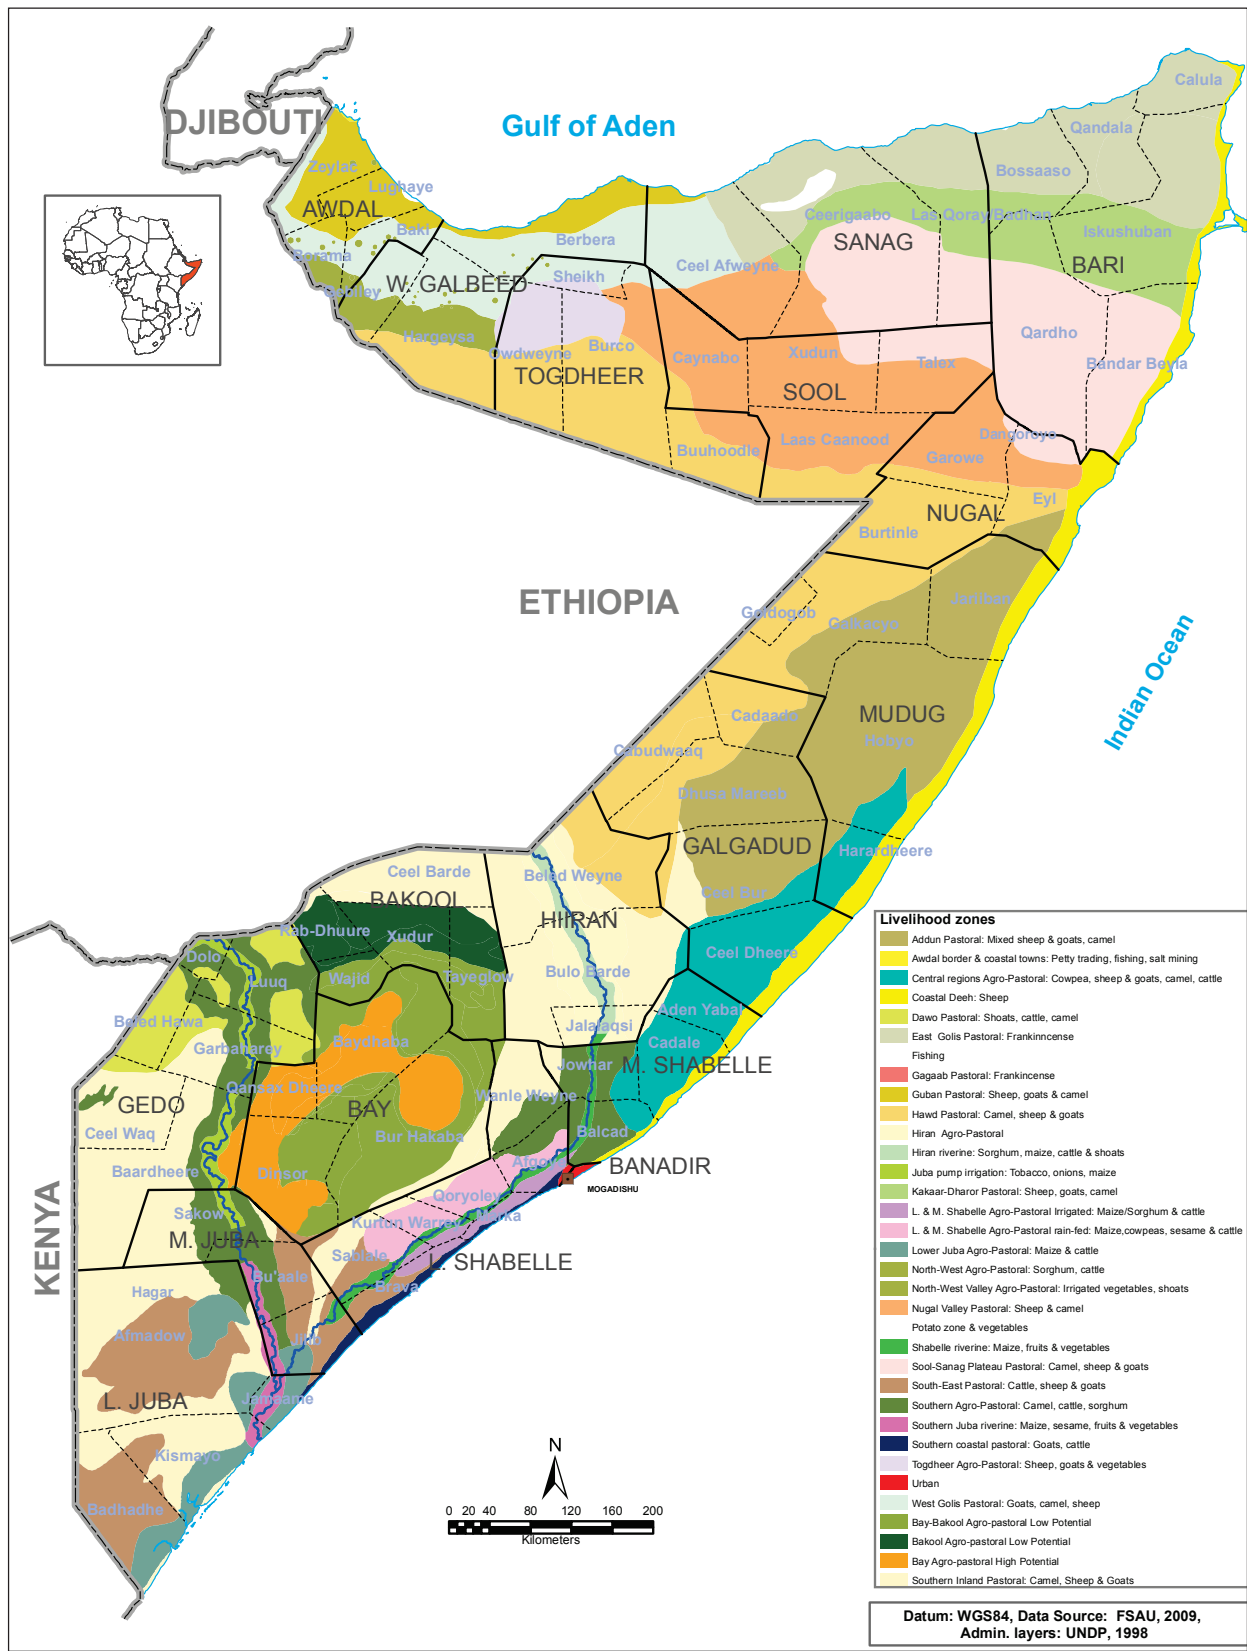 DJIBOUTI
Gulf of Aden
Calula
Qandala
Bossaaso
Zeylac
Lughaye
AWDAL
Baki
Borama
Berbera
Ceerigaabo
Las Qoray/Badhan
Iskushuban
SANAG
BARI
Ceel Afweyne
Sheikh
W. GALBEED
Gebiley
Hargeysa
Owdweyne
Burco
TOGDHEER
Caynabo
Xudun
Talex
SOOL
Qardho
Bandar Beyla
Buuhoodle
Laas Caanood
Dangoroyo
Garowe
Eyl
NUGAL
Burtinle
ETHIOPIA
Goldogob
Galkacyo
Jariiban
Indian Ocean
MUDUG
Hobyo
Cadaado
Cabudwaaq
Dhusa Mareeb
GALGADUD
Harardheere
Ceel Bur
Ceel Dheere
Ceel Barde
BAKOOL
Belad Weyne
HIIRAN
Rab-Dhuure
Xudur
Wajid
Tayeglow
Bulo Barde
Jalalaqsi
Aden Yabal
Cadale
M. SHABELLE
Jowhar
Dolo
Luuq
Beled Hawa
Garbaharey
Baydhaba
Qansax Dheere
GEDO
BAY
Wanle Weyne
Ceel Waq
Bur Hakaba
Balcad
Baardheere
Dinsor
Afgoy
BANADIR
MOGADISHU
Qoryoley
Marka
Kurtun Warrey
KENYA
Sakow
M. JUBA
Sablale
L. SHABELLE
Bu'aale
Brava
Hagar
Afmadow
Jilib
L. JUBA
Jamaame
Kismayo
Badhadhe
N
0 20 40 80 120 160 200
Kilometers
Livelihood zones
Addun Pastoral: Mixed sheep & goats, camel
Awdal border & coastal towns: Petty trading, fishing, salt mining
Central regions Agro-Pastoral: Cowpea, sheep & goats, camel, cattle
Coastal Deeh: Sheep
Dawo Pastoral: Shoats, cattle, camel
East Golis Pastoral: Frankinncense
Fishing
Gagaab Pastoral: Frankincense
Guban Pastoral: Sheep, goats & camel
Hawd Pastoral: Camel, sheep & goats
Hiran Agro-Pastoral
Hiran riverine: Sorghum, maize, cattle & shoats
Juba pump irrigation: Tobacco, onions, maize
Kakaar-Dharor Pastoral: Sheep, goats, camel
L. & M. Shabelle Agro-Pastoral Irrigated: Maize/Sorghum & cattle
L. & M. Shabelle Agro-Pastoral rain-fed: Maize,cowpeas, sesame & cattle
Lower Juba Agro-Pastoral: Maize & cattle
North-West Agro-Pastoral: Sorghum, cattle
North-West Valley Agro-Pastoral: Irrigated vegetables, shoats
Nugal Valley Pastoral: Sheep & camel
Potato zone & vegetables
Shabelle riverine: Maize, fruits & vegetables
Sool-Sanag Plateau Pastoral: Camel, sheep & goats
South-East Pastoral: Cattle, sheep & goats
Southern Agro-Pastoral: Camel, cattle, sorghum
Southern Juba riverine: Maize, sesame, fruits & vegetables
Southern coastal pastoral: Goats, cattle
Togdheer Agro-Pastoral: Sheep, goats & vegetables
Urban
West Golis Pastoral: Goats, camel, sheep
Bay-Bakool Agro-pastoral Low Potential
Bakool Agro-pastoral Low Potential
Bay Agro-pastoral High Potential
Southern Inland Pastoral: Camel, Sheep & Goats
Datum: WGS84, Data Source: FSAU, 2009,
Admin. layers: UNDP, 1998